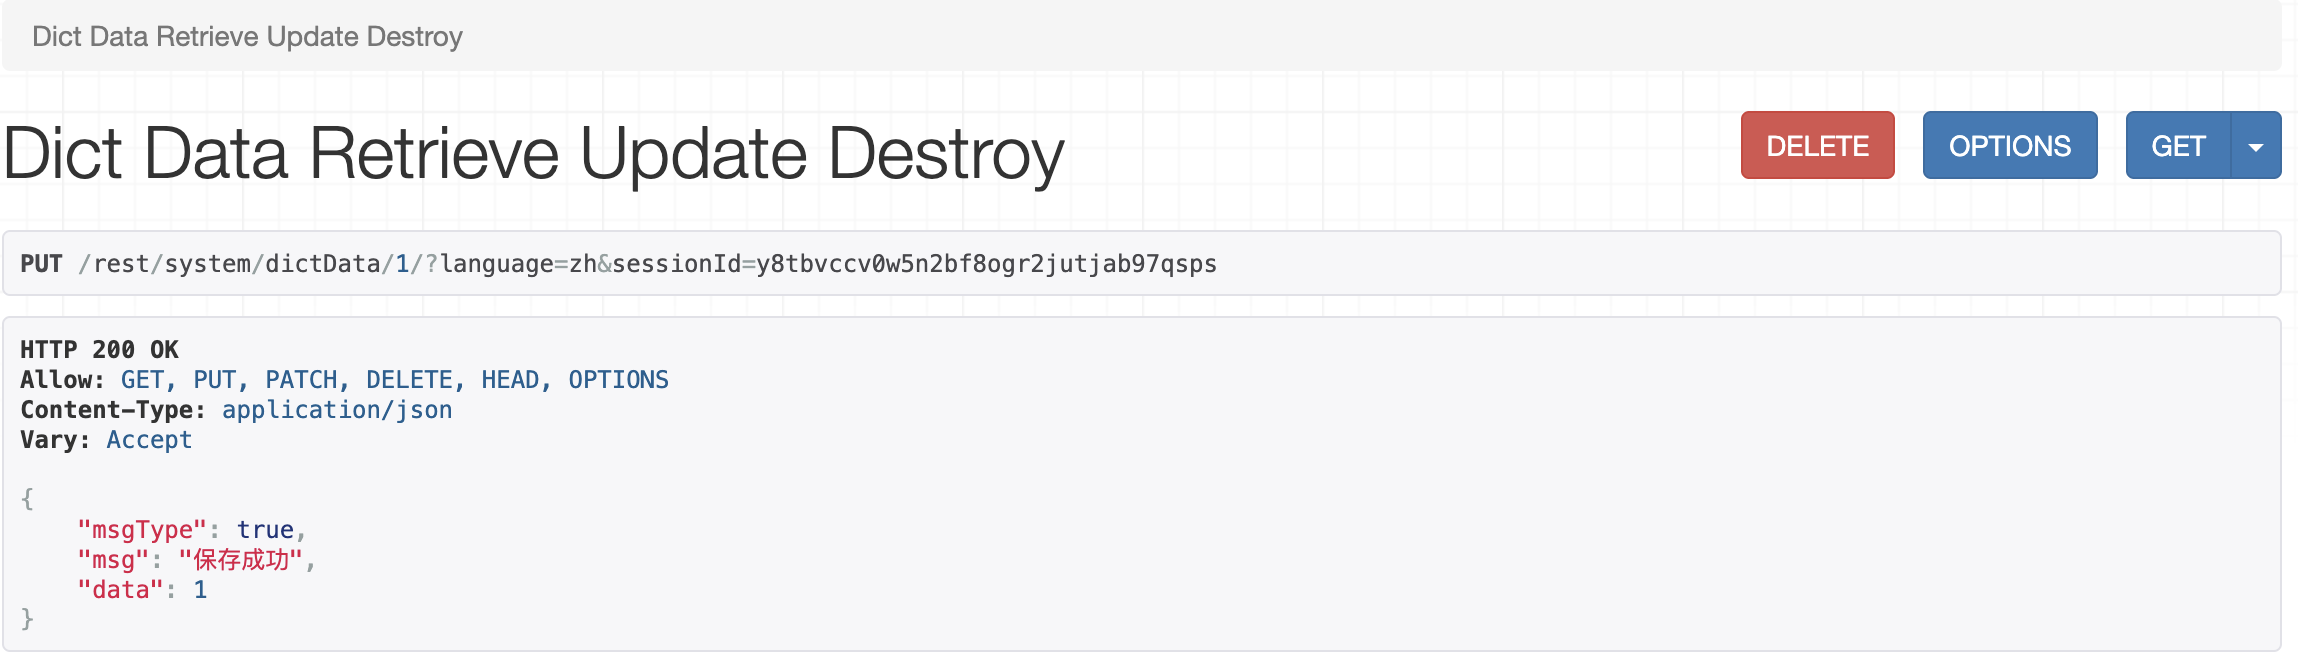 Dict Data Retrieve Update Destroy
Dict Data Retrieve Update Destroy
DELETE
OPTIONS
GET
PUT /rest/system/dictData/1/?language=zh&sessionId=y8tbvccv0w5n2bf8ogr2jutjab97qsps
HTTP 200 OK
Allow: GET, PUT, PATCH, DELETE, HEAD, OPTIONS
Content-Type: application/json
Vary: Accept
{
    "msgType": true,
    "msg": "保存成功",
    "data": 1
}